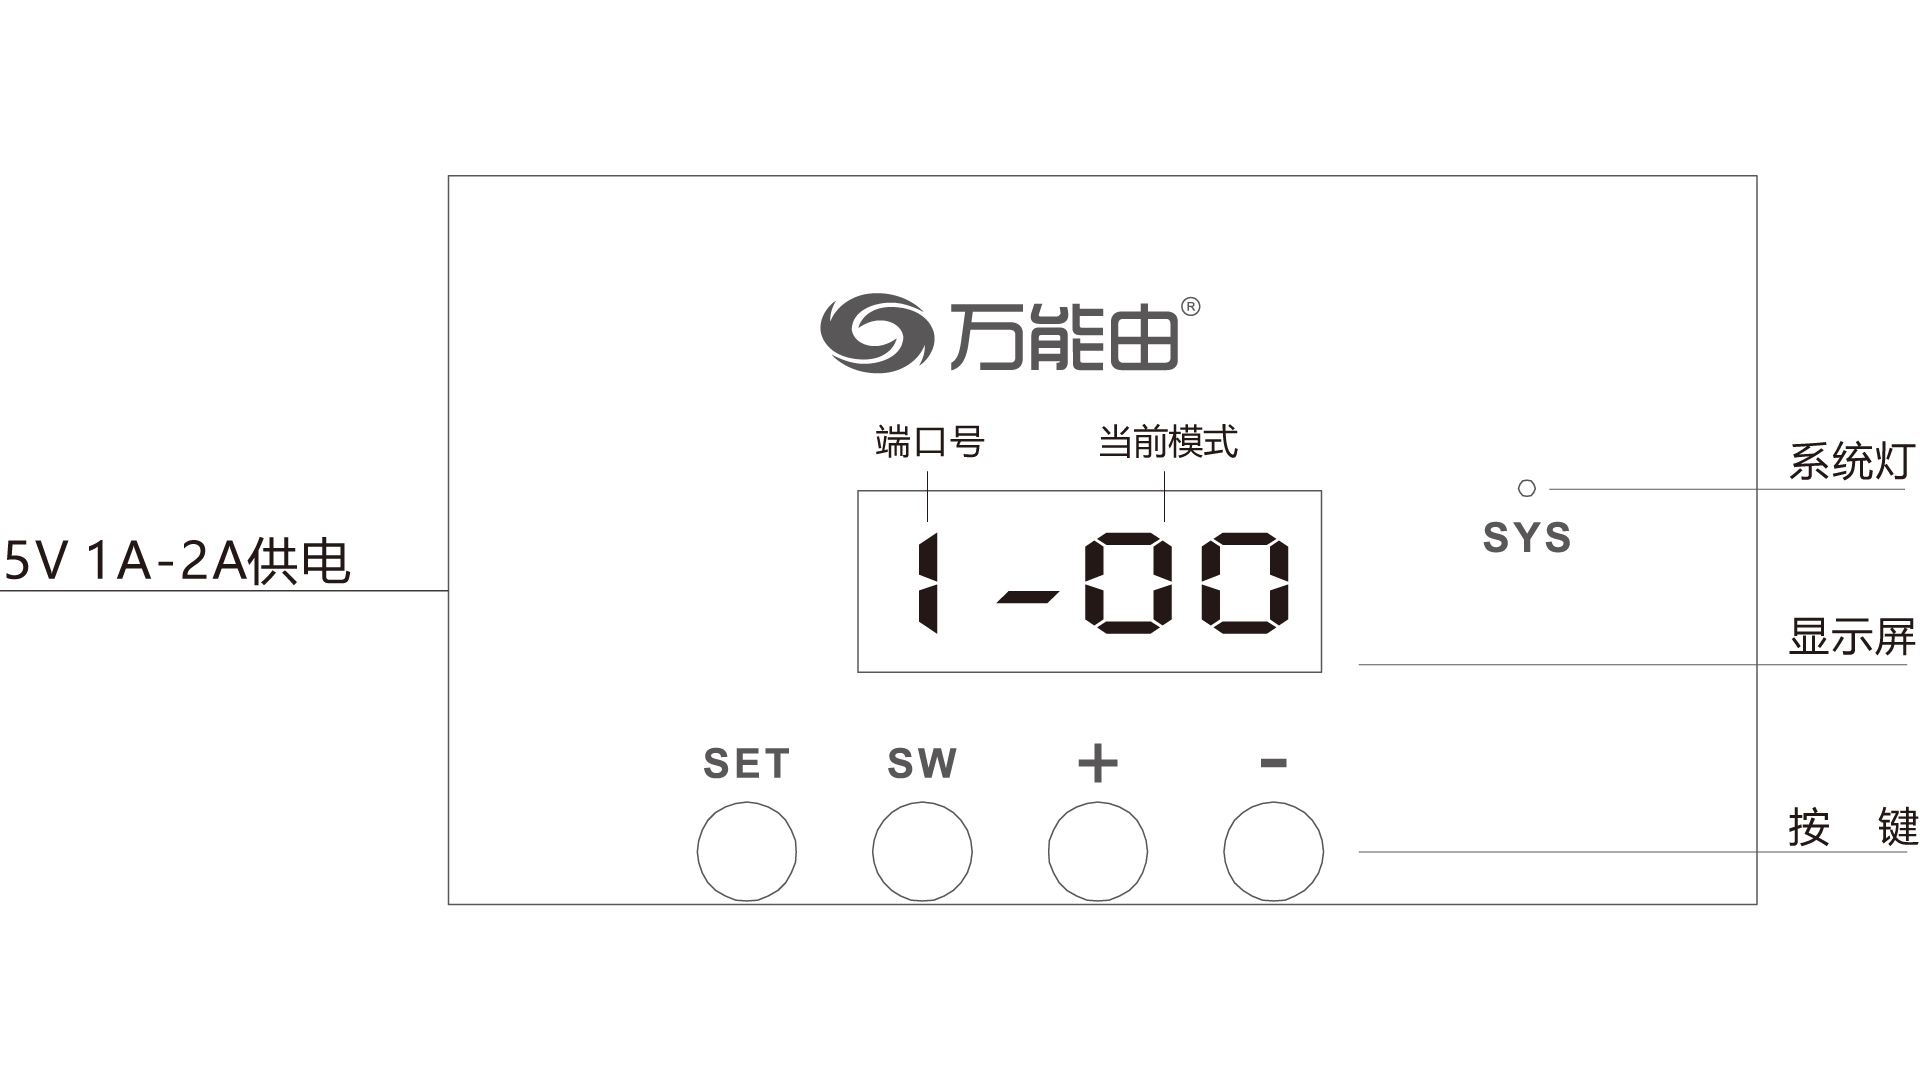 万能由®
端口号 当前模式
系统灯
SYS
5V 1A-2A供电
1-00
显示屏
SET SW + -
按 键